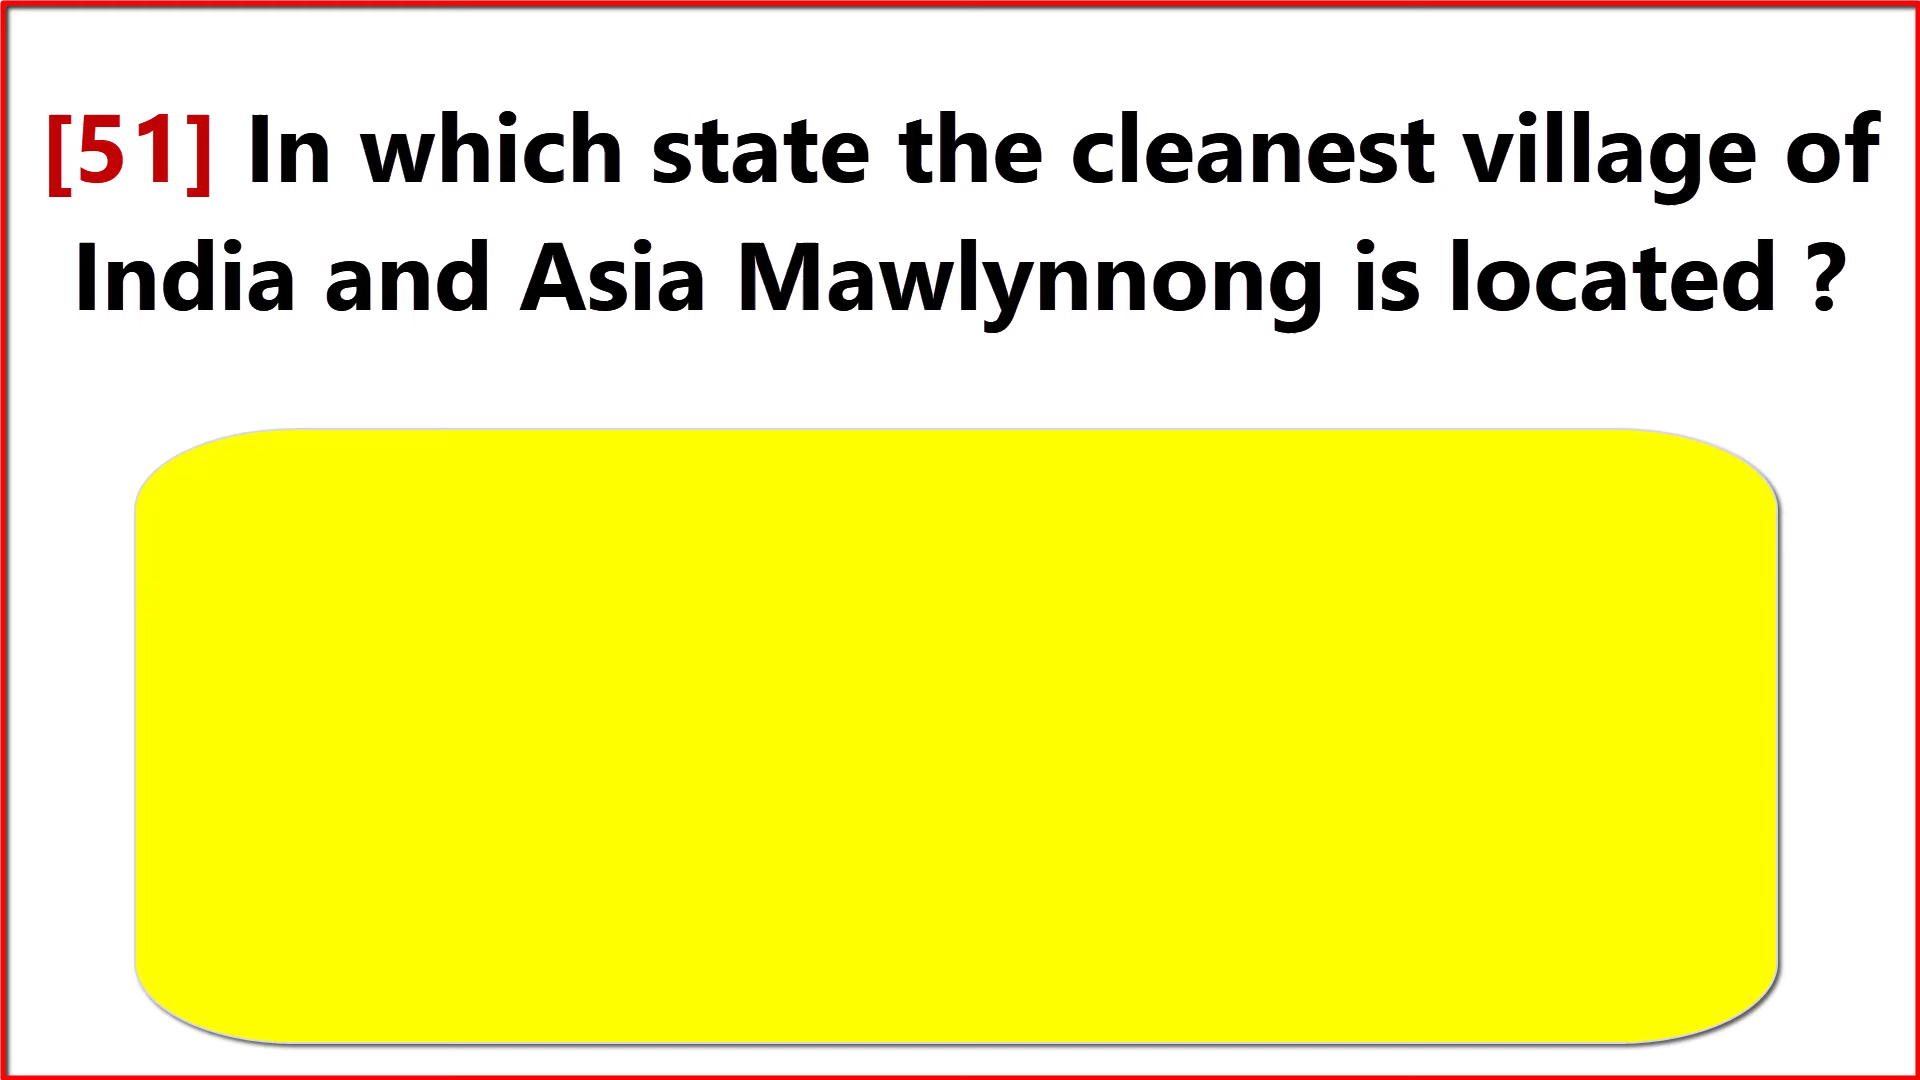 [51] In which state the cleanest village of
India and Asia Mawlynnong is located ?